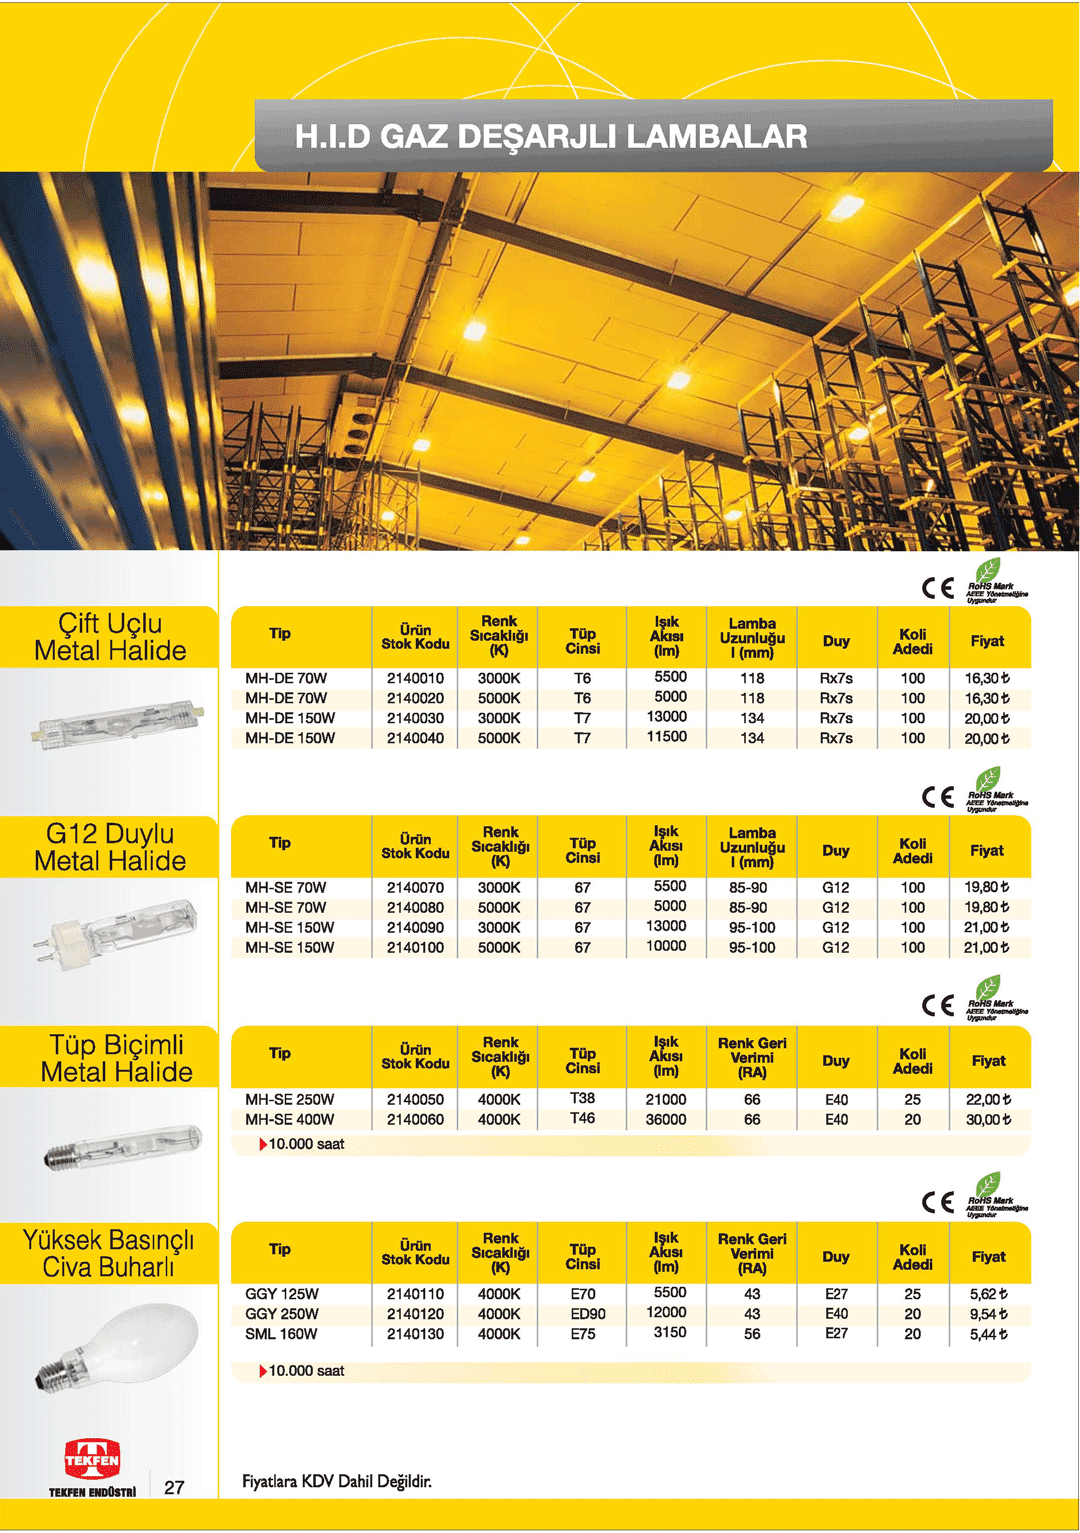 H.I.D GAZ DEŞARJLI LAMBALAR
RoHS Mark
AEEE Yönetmeliğine
Uygundur
Çift Uçlu
Metal Halide
Tip Ürün Stok Kodu Renk Sıcaklığı (K) Tüp Cinsi Işık Akısı (lm) Lamba Uzunluğu l (mm) Duy Koli Adedi Fiyat
MH-DE 70W 2140010 3000K T6 5500 118 Rx7s 100 16,30 ₺
MH-DE 70W 2140020 5000K T6 5000 118 Rx7s 100 16,30 ₺
MH-DE 150W 2140030 3000K T7 13000 134 Rx7s 100 20,00 ₺
MH-DE 150W 2140040 5000K T7 11500 134 Rx7s 100 20,00 ₺
RoHS Mark
AEEE Yönetmeliğine
Uygundur
G12 Duylu
Metal Halide
Tip Ürün Stok Kodu Renk Sıcaklığı (K) Tüp Cinsi Işık Akısı (lm) Lamba Uzunluğu l (mm) Duy Koli Adedi Fiyat
MH-SE 70W 2140070 3000K 67 5500 85-90 G12 100 19,80 ₺
MH-SE 70W 2140080 5000K 67 5000 85-90 G12 100 19,80 ₺
MH-SE 150W 2140090 3000K 67 13000 95-100 G12 100 21,00 ₺
MH-SE 150W 2140100 5000K 67 10000 95-100 G12 100 21,00 ₺
RoHS Mark
AEEE Yönetmeliğine
Uygundur
Tüp Biçimli
Metal Halide
Tip Ürün Stok Kodu Renk Sıcaklığı (K) Tüp Cinsi Işık Akısı (lm) Renk Geri Verimi (RA) Duy Koli Adedi Fiyat
MH-SE 250W 2140050 4000K T38 21000 66 E40 25 22,00 ₺
MH-SE 400W 2140060 4000K T46 36000 66 E40 20 30,00 ₺
10.000 saat
RoHS Mark
AEEE Yönetmeliğine
Uygundur
Yüksek Basınçlı
Civa Buharlı
Tip Ürün Stok Kodu Renk Sıcaklığı (K) Tüp Cinsi Işık Akısı (lm) Renk Geri Verimi (RA) Duy Koli Adedi Fiyat
GGY 125W 2140110 4000K E70 5500 43 E27 25 5,62 ₺
GGY 250W 2140120 4000K ED90 12000 43 E40 20 9,54 ₺
SML 160W 2140130 4000K E75 3150 56 E27 20 5,44 ₺
10.000 saat
TEKFEN
TEKFEN ENDÜSTRİ 27
Fiyatlara KDV Dahil Değildir.